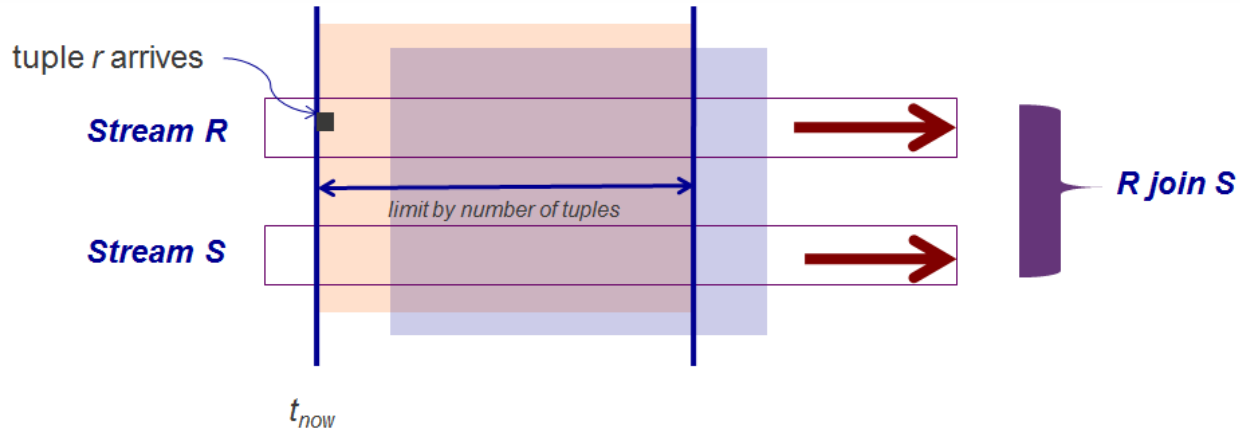 tuple r arrives
Stream R
R join S
limit by number of tuples
Stream S
tnow